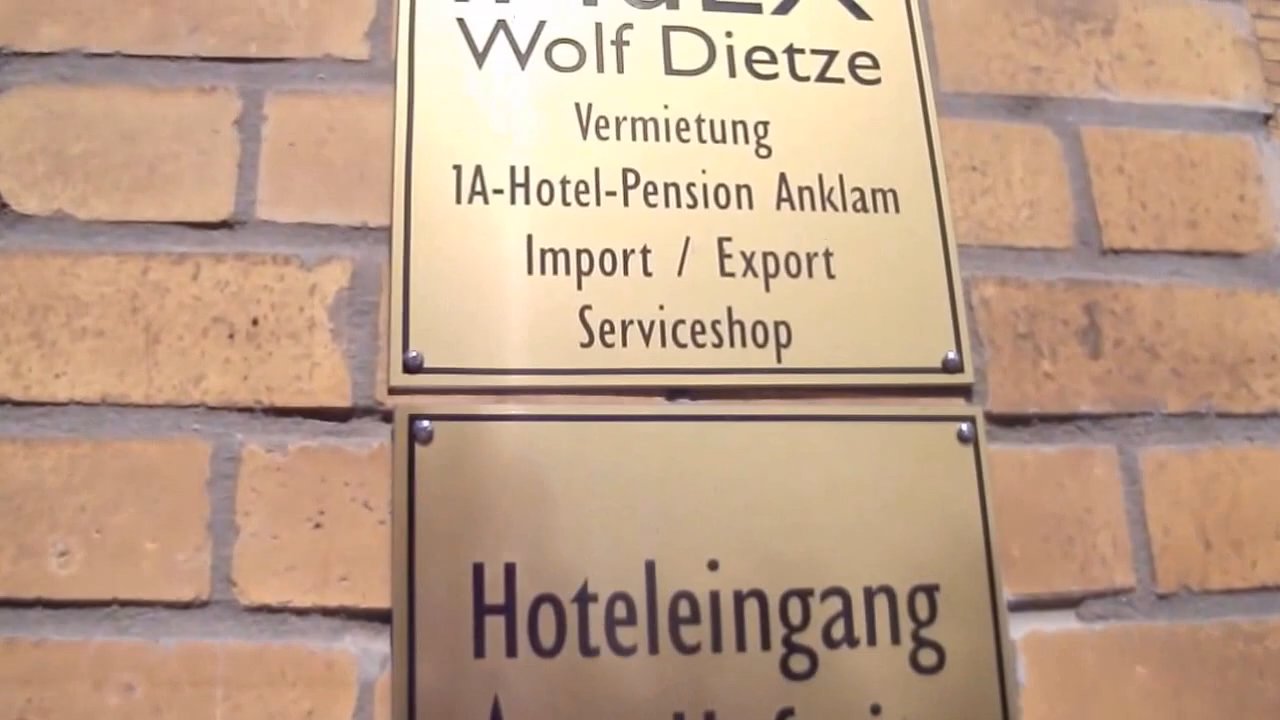 Wolf Dietze
Vermietung
1A-Hotel-Pension Anklam
Import / Export
Serviceshop
Hoteleingang